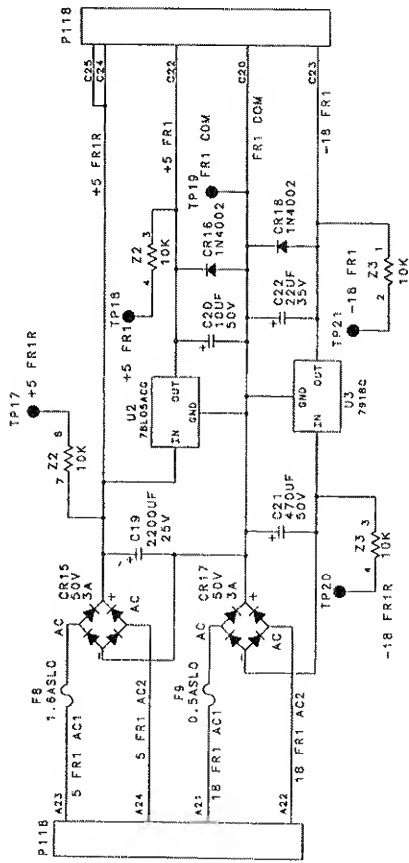 P118
A23
5 FR1 AC1
A24
5 FR1 AC2
A21
18 FR1 AC1
A22
18 FR1 AC2
F8
1.6ASLO
F9
0.5ASLO
AC
CR15
50V
3A
+
-
AC
AC
CR17
50V
3A
+
-
AC
+
C19
2,200UF
25V
+
C21
470UF
50V
TP17
+5 FR1R
7
Z2
8
10K
TP20
-18 FR1R
4
Z3
3
10K
U2
78L05ACG
IN
OUT
GND
GND
IN
OUT
U3
7918C
TP18
+5 FR1
4
Z2
3
10K
+
C20
10UF
50V
CR16
1N4002
TP19
FR1 COM
+
C22
22UF
35V
CR18
1N4002
TP21
-18 FR1
2
Z3
1
10K
+5 FR1R
+5 FR1
FR1 COM
-18 FR1
C25
C24
C22
C20
C23
P118